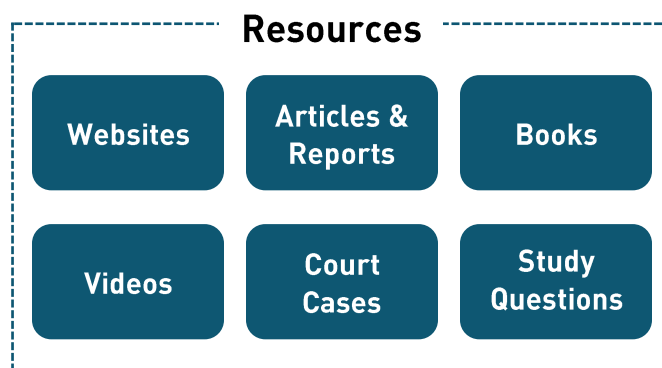 Resources
Websites
Articles &
Reports
Books
Videos
Court
Cases
Study
Questions